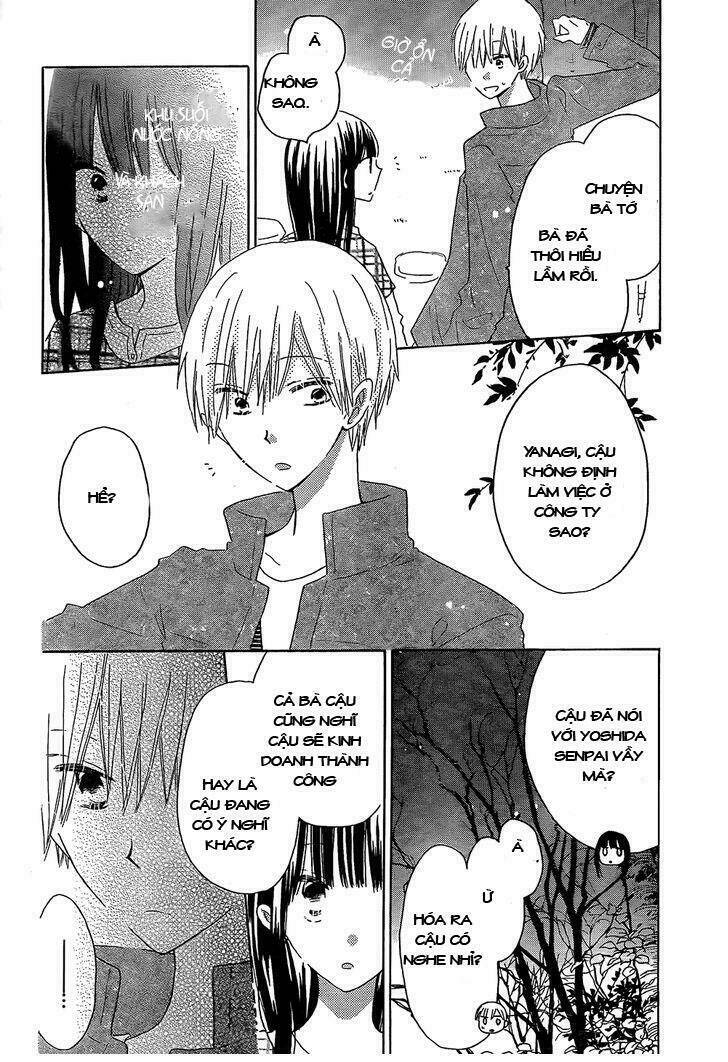 GIỜ ỔN
CẢ
CHUYỆN
BÀ TỚ
BÀ ĐÃ
THÔI HIỂU
LẦM RỒI.
À
KHÔNG
SAO.
KHU SUỐI
NƯỚC NÓNG
VÀ KHÁCH
SẠN
YANAGI, CẬU
KHÔNG ĐỊNH
LÀM VIỆC Ở
CÔNG TY
SAO?
HỂ?
CẬU ĐÃ NÓI
VỚI YOSHIDA
SENPAI VẬY
MÀ?
À
Ừ
HÓA RA
CẬU CÓ
NGHE NHỈ?
CẢ BÀ CẬU
CŨNG NGHĨ
CẬU SẼ KINH
DOANH THÀNH
CÔNG
HAY LÀ
CẬU ĐANG
CÓ Ý NGHĨ
KHÁC?
..........